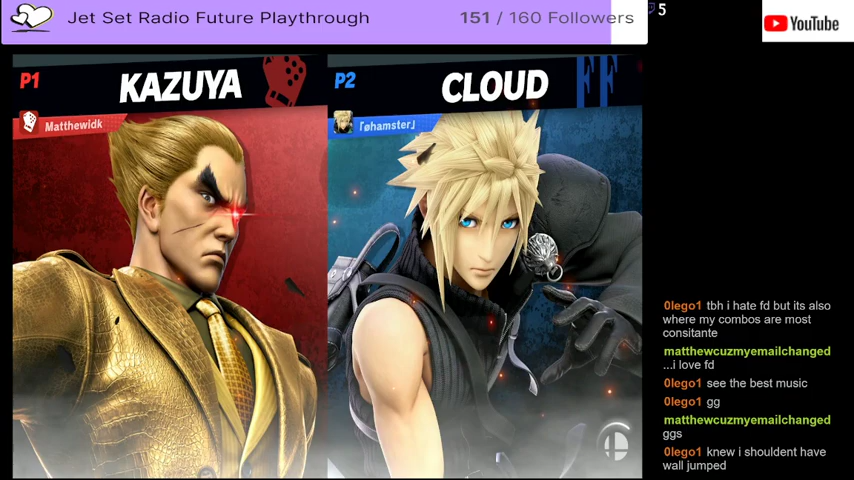 Jet Set Radio Future Playthrough
151 / 160 Followers
5
YouTube
P1
KAZUYA
P2
CLOUD
FF
Matthewidk
「øhamster」
0lego1 tbh i hate fd but its also
where my combos are most
consitante
matthewcuzmyemailchanged
...i love fd
0lego1 see the best music
0lego1 gg
matthewcuzmyemailchanged
ggs
0lego1 knew i shouldent have
wall jumped